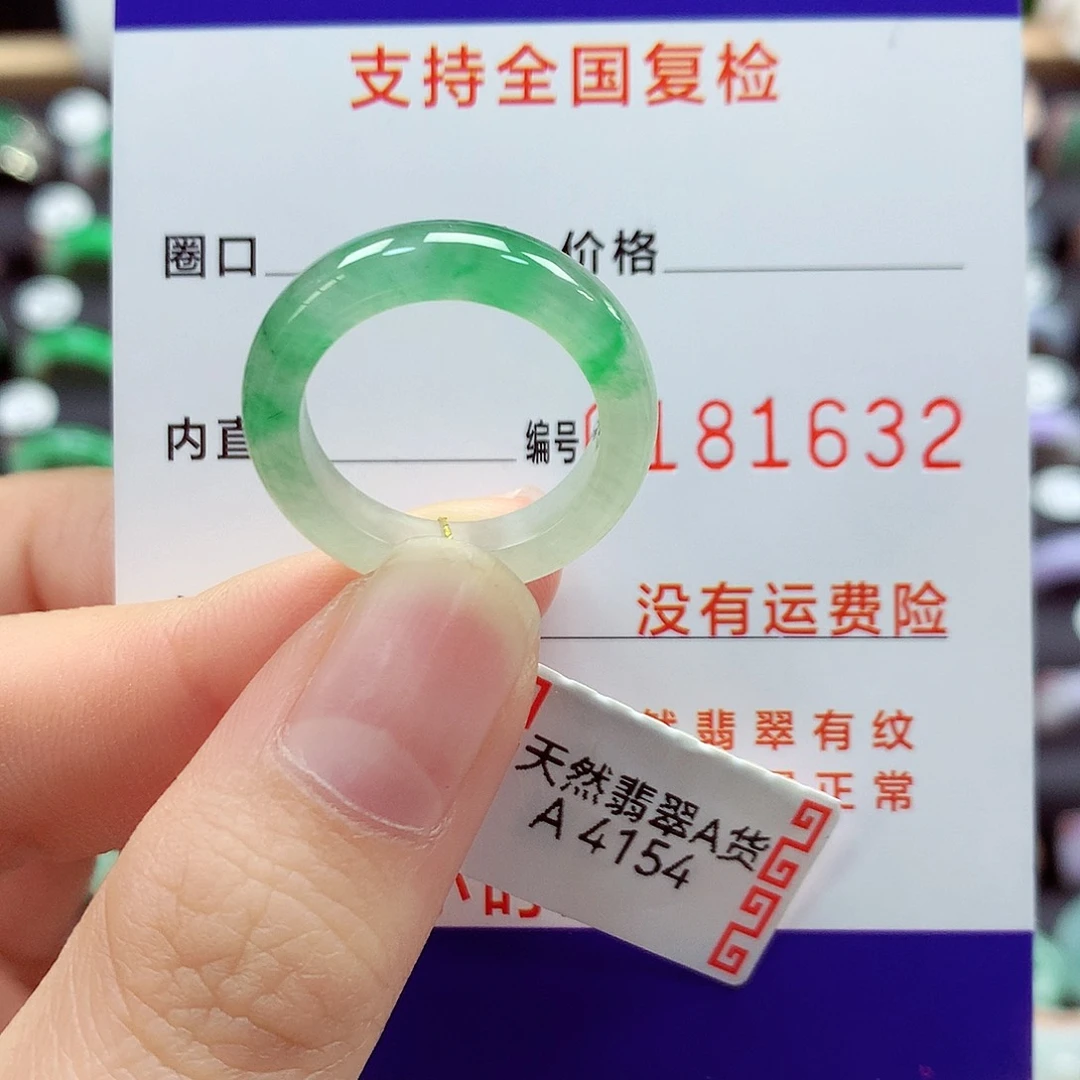 支持全国复检
圈口 价格
内直 编号 181632
没有运费险
然翡翠有纹
正常
天然翡翠A货
A 4154